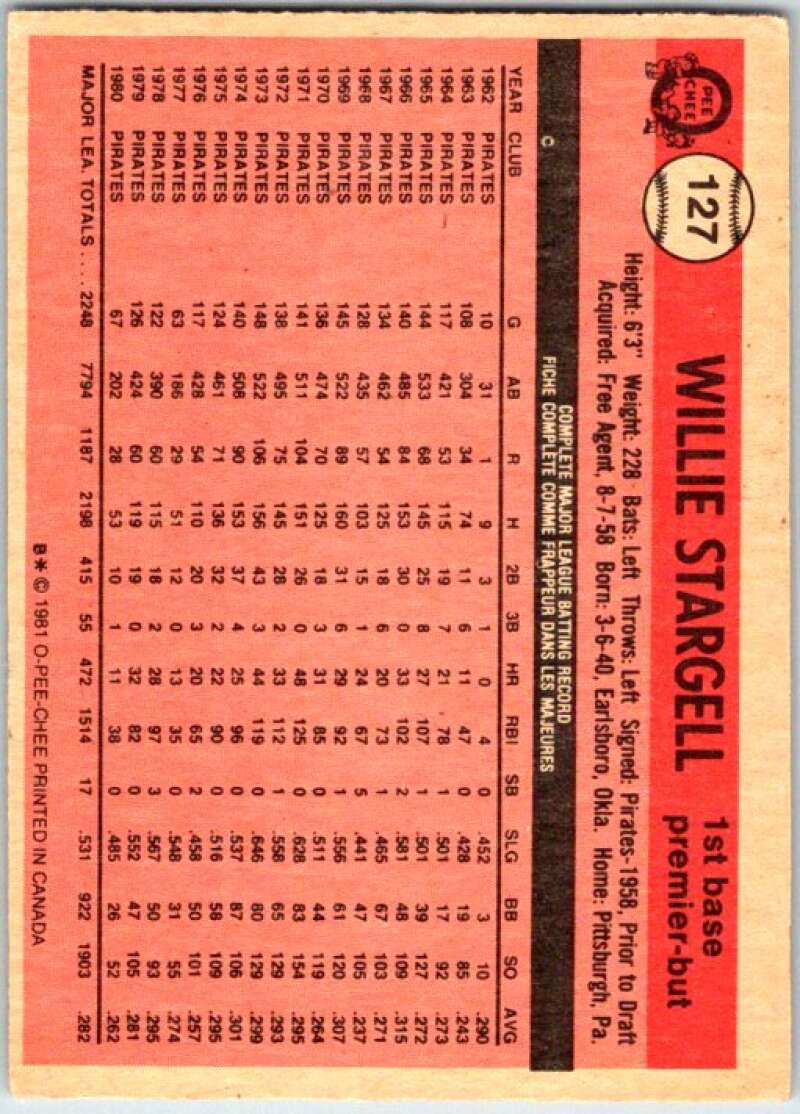 O PEE CHEE
127
WILLIE STARGELL
1st base
premier-but
Height: 6'3" Weight: 228 Bats: Left Throws: Left Signed: Pirates-1958, Prior to Draft
Acquired: Free Agent, 8-7-58 Born: 3-6-40, Earlsboro, Okla. Home: Pittsburgh, Pa.
C
COMPLETE MAJOR LEAGUE BATTING RECORD
FICHE COMPLETE COMME FRAPPEUR DANS LES MAJEURES
YEAR CLUB G AB R H 2B 3B HR RBI SB SLG BB SO AVG
1962 PIRATES 10 31 1 9 3 1 0 4 0 .452 3 10 .290
1963 PIRATES 108 304 34 74 11 6 11 47 0 .428 19 85 .243
1964 PIRATES 117 421 53 115 19 7 21 78 1 .501 17 92 .273
1965 PIRATES 144 533 68 145 25 8 27 107 1 .501 39 127 .272
1966 PIRATES 140 485 84 153 30 0 33 102 2 .581 48 109 .315
1967 PIRATES 134 462 54 125 18 6 20 73 1 .465 67 103 .271
1968 PIRATES 128 435 57 103 15 1 24 67 5 .441 47 105 .237
1969 PIRATES 145 522 89 160 31 6 29 92 1 .556 61 120 .307
1970 PIRATES 136 474 70 125 18 3 31 85 0 .511 44 119 .264
1971 PIRATES 141 511 104 151 26 0 48 125 0 .628 83 154 .295
1972 PIRATES 138 495 75 145 28 2 33 112 1 .558 65 129 .293
1973 PIRATES 148 522 106 156 43 3 44 119 0 .646 80 129 .299
1974 PIRATES 140 508 90 153 37 4 25 96 0 .537 87 106 .301
1975 PIRATES 124 461 71 136 32 2 22 90 0 .516 58 109 .295
1976 PIRATES 117 428 54 110 20 3 20 65 2 .458 50 101 .257
1977 PIRATES 63 186 29 51 12 0 13 35 0 .548 31 55 .274
1978 PIRATES 122 390 60 115 18 2 28 97 3 .567 50 93 .295
1979 PIRATES 126 424 60 119 19 0 32 82 0 .552 47 105 .281
1980 PIRATES 67 202 28 53 10 1 11 38 0 .485 26 52 .262
MAJOR LEA. TOTALS .... 2248 7794 1187 2198 415 55 472 1514 17 .531 922 1903 .282
B* © 1981 O-PEE-CHEE PRINTED IN CANADA